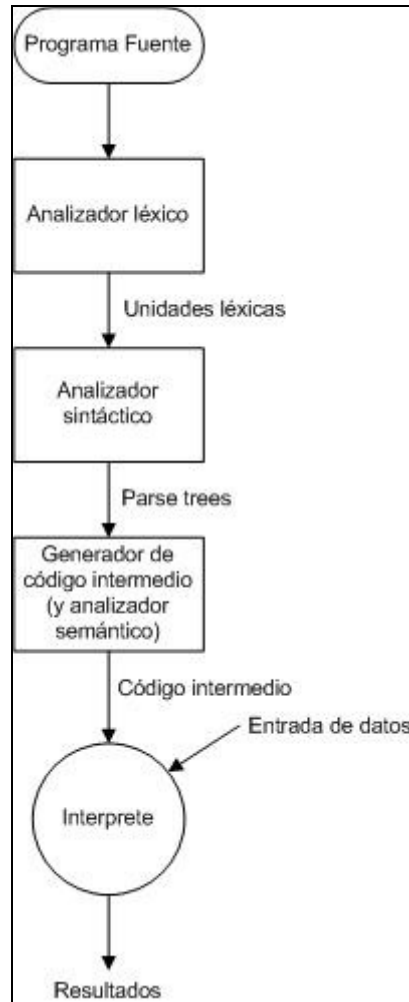 Programa Fuente
Analizador léxico
Unidades léxicas
Analizador
sintáctico
Parse trees
Generador de
código intermedio
(y analizador
semántico)
Código intermedio
Entrada de datos
Interprete
Resultados